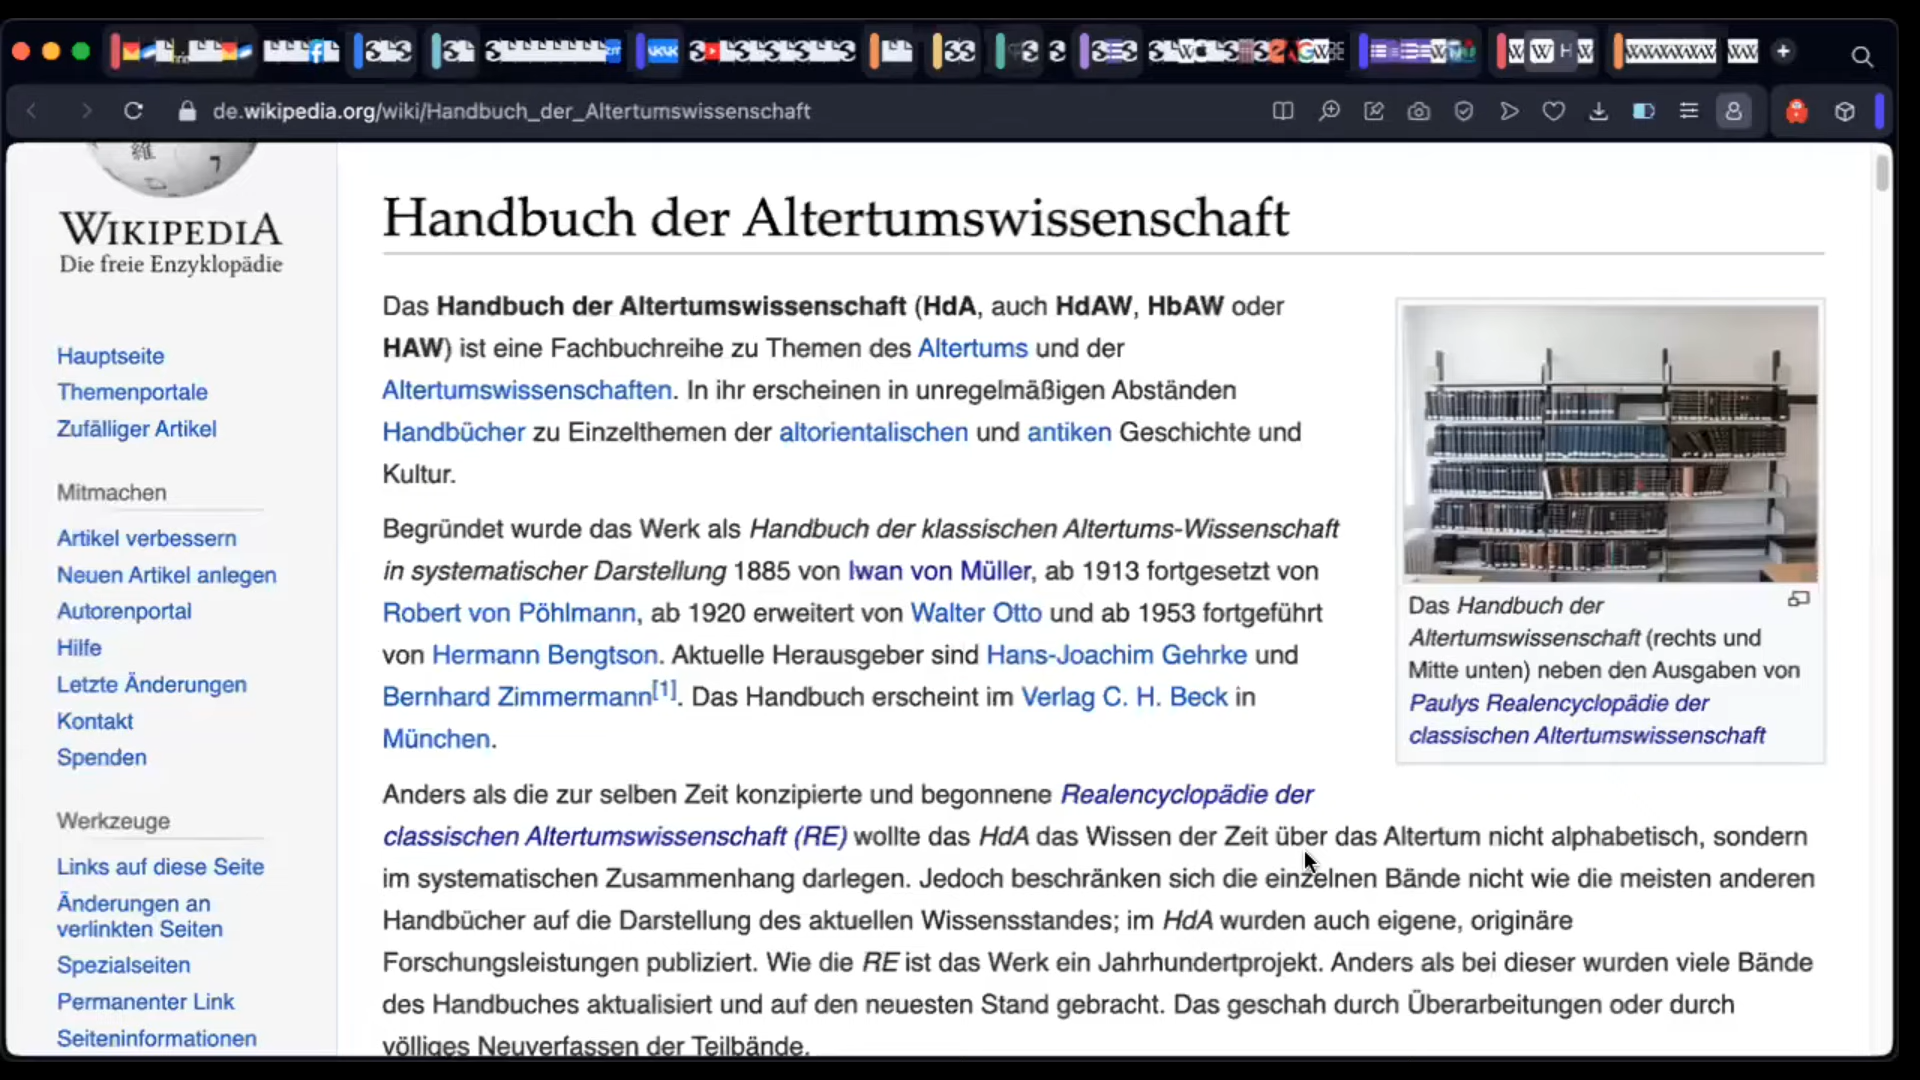 de.wikipedia.org/wiki/Handbuch_der_Altertumswissenschaft
WIKIPEDIA
Die freie Enzyklopädie
Hauptseite
Themenportale
Zufälliger Artikel
Mitmachen
Artikel verbessern
Neuen Artikel anlegen
Autorenportal
Hilfe
Letzte Änderungen
Kontakt
Spenden
Werkzeuge
Links auf diese Seite
Änderungen an
verlinkten Seiten
Spezialseiten
Permanenter Link
Seiteninformationen
Handbuch der Altertumswissenschaft
Das Handbuch der Altertumswissenschaft (HdA, auch HdAW, HbAW oder
HAW) ist eine Fachbuchreihe zu Themen des Altertums und der
Altertumswissenschaften. In ihr erscheinen in unregelmäßigen Abständen
Handbücher zu Einzelthemen der altorientalischen und antiken Geschichte und
Kultur.
Begründet wurde das Werk als Handbuch der klassischen Altertums-Wissenschaft
in systematischer Darstellung 1885 von Iwan von Müller, ab 1913 fortgesetzt von
Robert von Pöhlmann, ab 1920 erweitert von Walter Otto und ab 1953 fortgeführt
von Hermann Bengtson. Aktuelle Herausgeber sind Hans-Joachim Gehrke und
Bernhard Zimmermann[1]. Das Handbuch erscheint im Verlag C. H. Beck in
München.
Das Handbuch der
Altertumswissenschaft (rechts und
Mitte unten) neben den Ausgaben von
Paulys Realencyclopädie der
classischen Altertumswissenschaft
Anders als die zur selben Zeit konzipierte und begonnene Realencyclopädie der
classischen Altertumswissenschaft (RE) wollte das HdA das Wissen der Zeit über das Altertum nicht alphabetisch, sondern
im systematischen Zusammenhang darlegen. Jedoch beschränken sich die einzelnen Bände nicht wie die meisten anderen
Handbücher auf die Darstellung des aktuellen Wissensstandes; im HdA wurden auch eigene, originäre
Forschungsleistungen publiziert. Wie die RE ist das Werk ein Jahrhundertprojekt. Anders als bei dieser wurden viele Bände
des Handbuches aktualisiert und auf den neuesten Stand gebracht. Das geschah durch Überarbeitungen oder durch
völliges Neuverfassen der Teilbände.